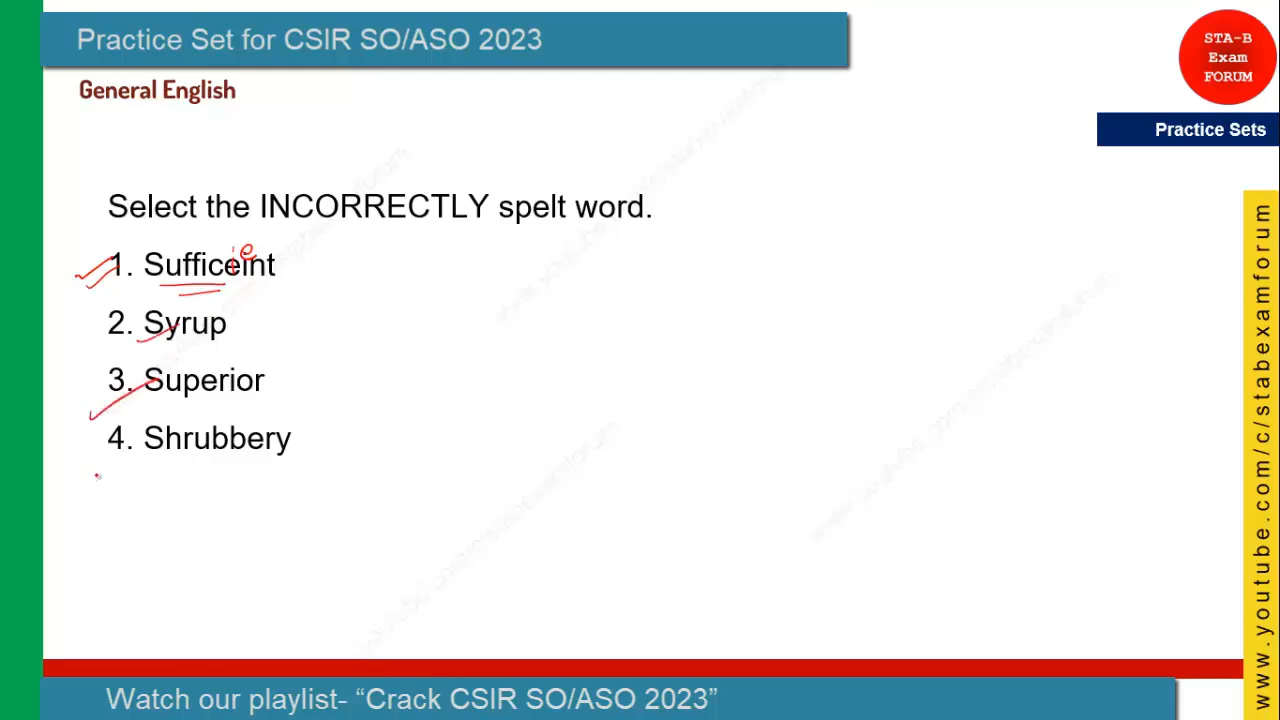 Practice Set for CSIR SO/ASO 2023
STA-B
Exam
FORUM
General English
Practice Sets
Select the INCORRECTLY spelt word.
ie
1. Sufficeint
2. Syrup
3. Superior
4. Shrubbery
www.youtube.com/c/stabexamforum
Watch our playlist- “Crack CSIR SO/ASO 2023”